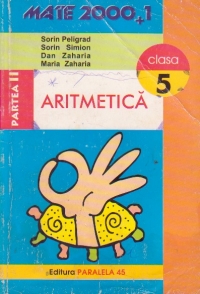 MATE 2000+1
Sorin Peligrad
Sorin Simion
Dan Zaharia
Maria Zaharia
clasa
5
PARTEA II
ARITMETICĂ
Editura PARALELA 45